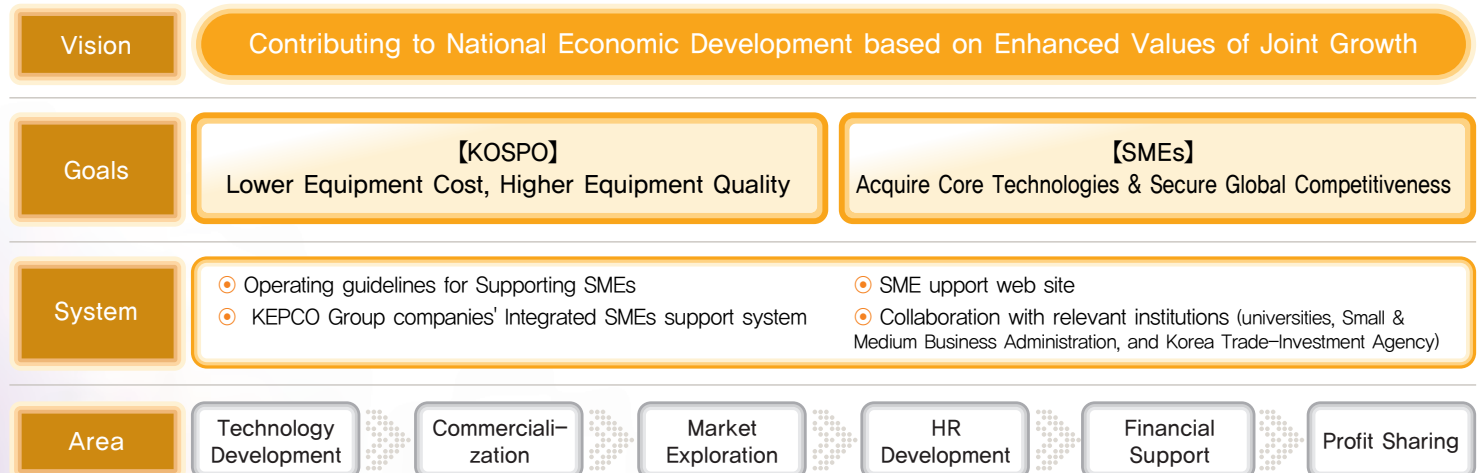 Vision
Contributing to National Economic Development based on Enhanced Values of Joint Growth
Goals
【KOSPO】
Lower Equipment Cost, Higher Equipment Quality
【SMEs】
Acquire Core Technologies & Secure Global Competitiveness
System
⦿ Operating guidelines for Supporting SMEs
⦿ KEPCO Group companies' Integrated SMEs support system
⦿ SME upport web site
⦿ Collaboration with relevant institutions (universities, Small &
Medium Business Administration, and Korea Trade-Investment Agency)
Area
Technology
Development
Commerciali-
zation
Market
Exploration
HR
Development
Financial
Support
Profit Sharing